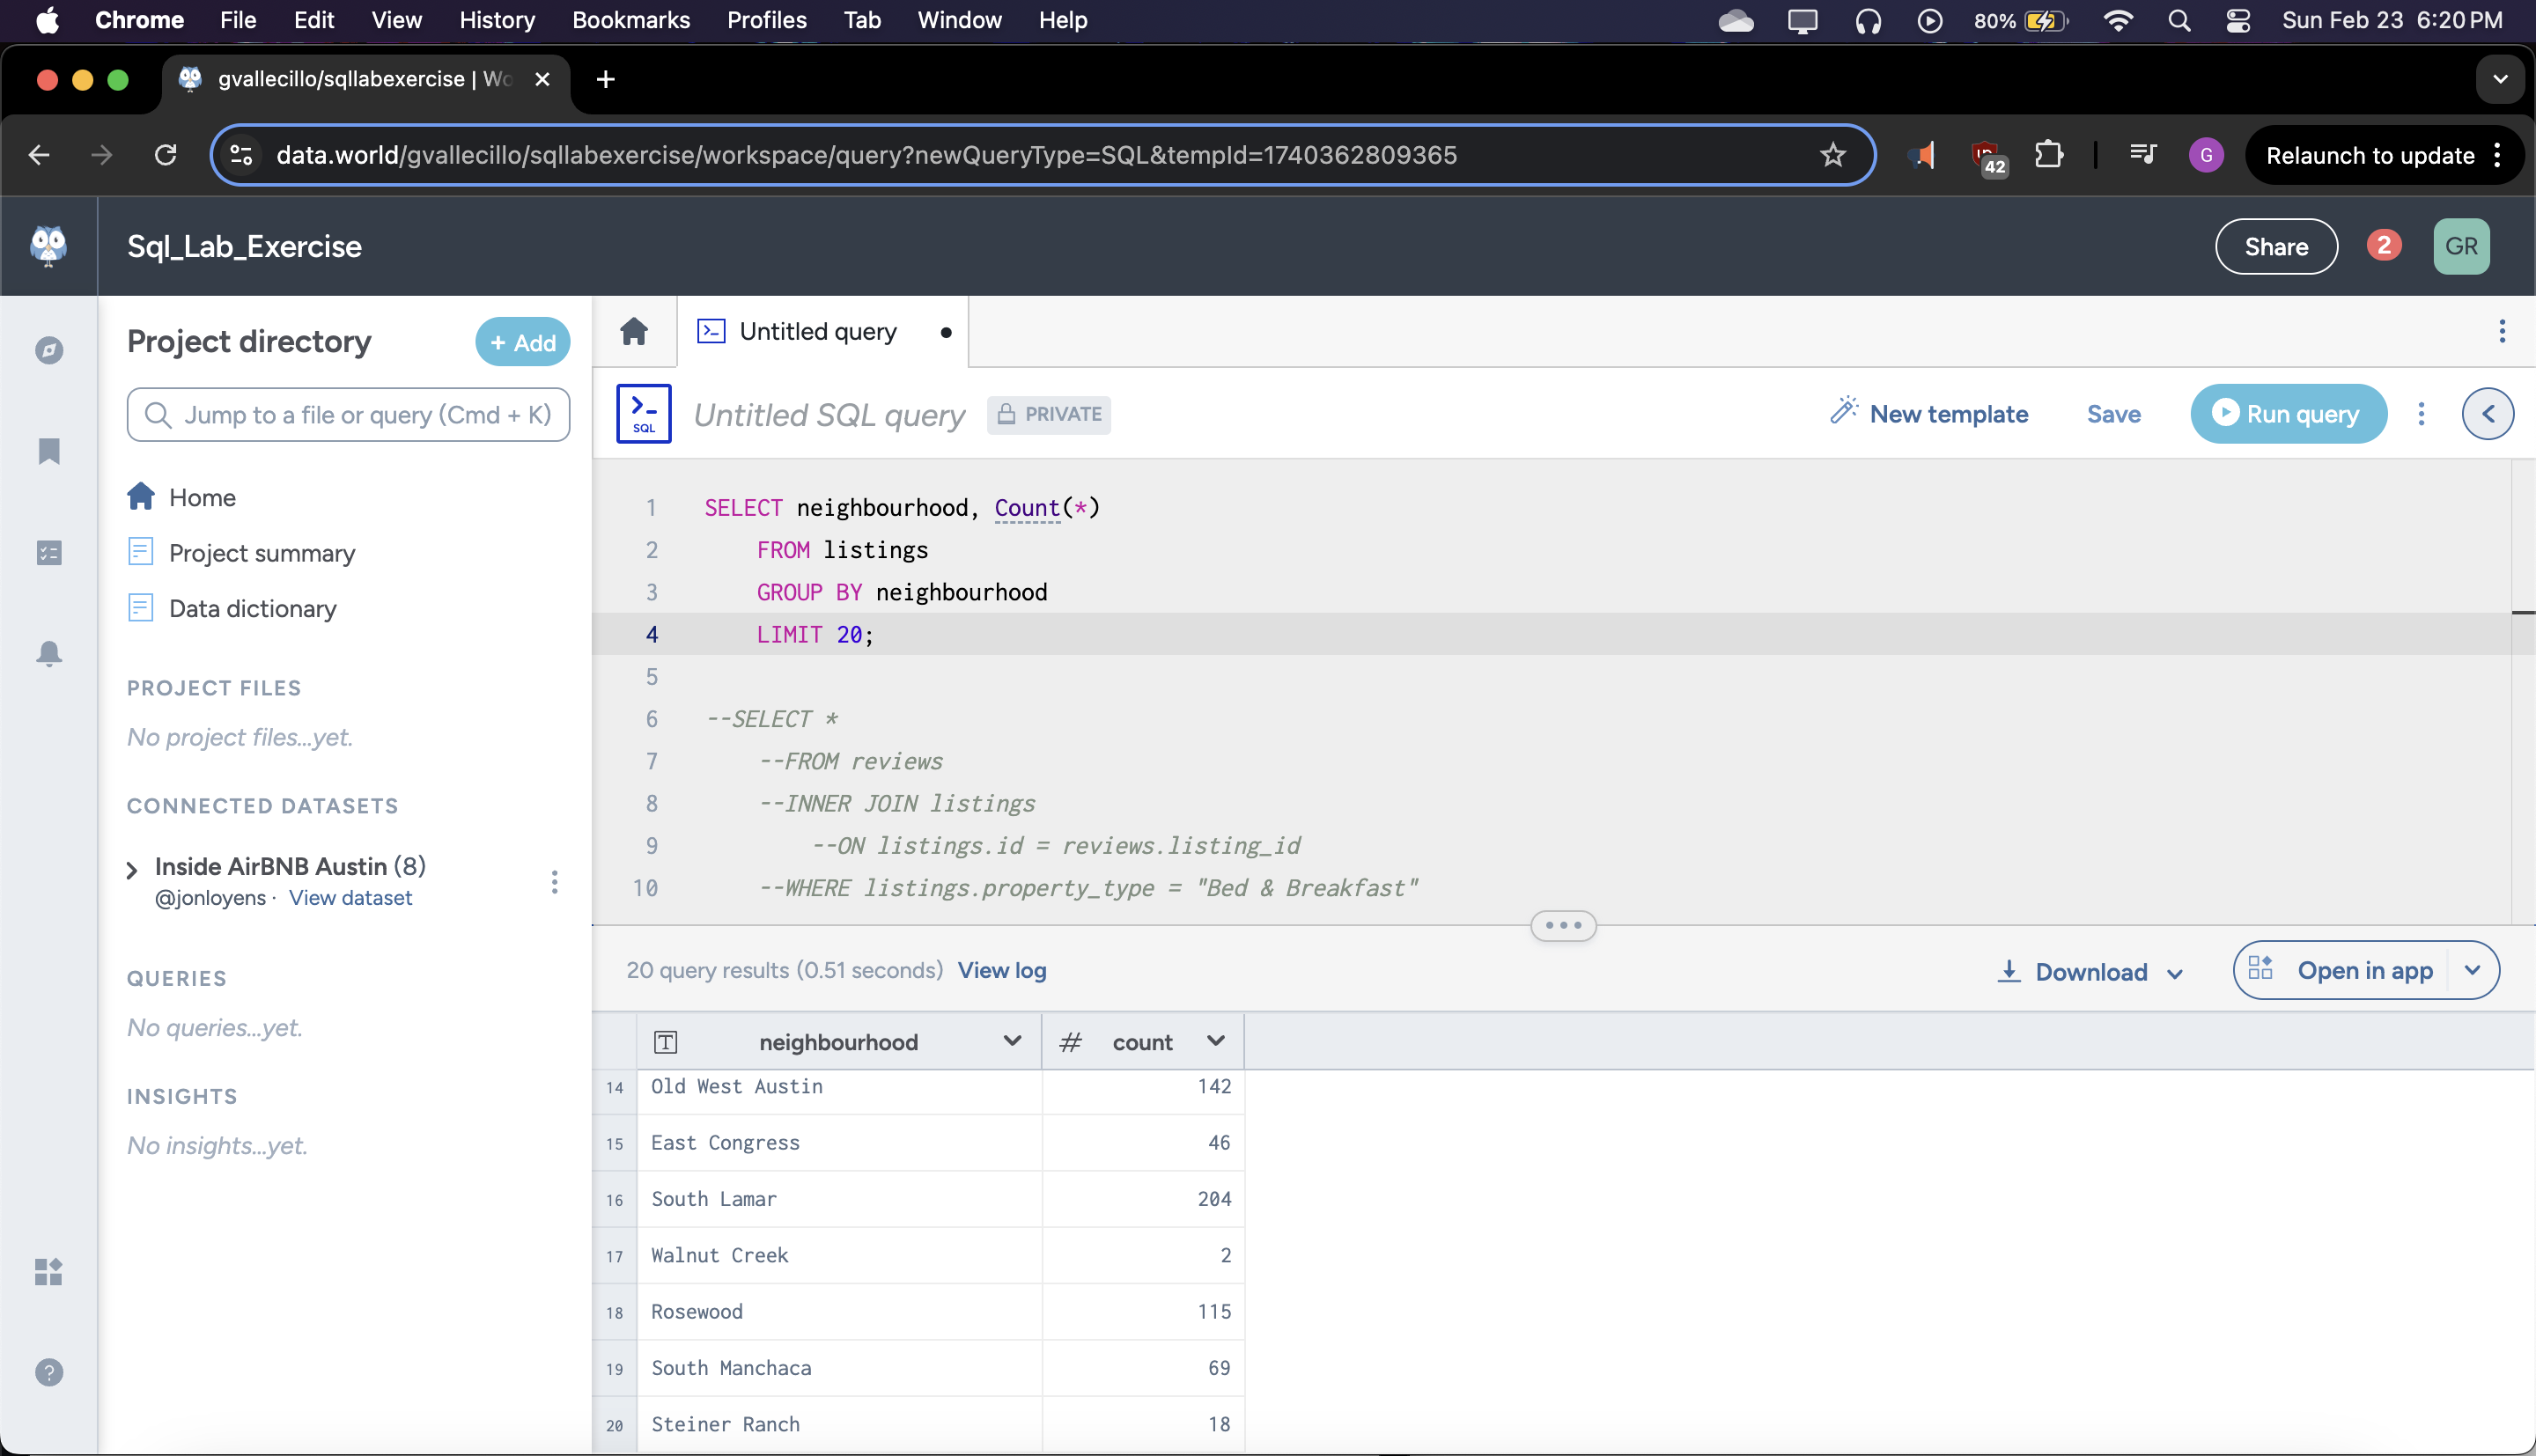 Chrome File Edit View History Bookmarks Profiles Tab Window Help 80% Sun Feb 23 6:20 PM
gvallecillo/sqllabexercise | Wo
data.world/gvallecillo/sqllabexercise/workspace/query?newQueryType=SQL&tempId=1740362809365
42
G
Relaunch to update
Sql_Lab_Exercise
Share
2
GR
Project directory
+ Add
Jump to a file or query (Cmd + K)
Home
Project summary
Data dictionary
PROJECT FILES
No project files...yet.
CONNECTED DATASETS
Inside AirBNB Austin (8)
@jonloyens · View dataset
QUERIES
No queries...yet.
INSIGHTS
No insights...yet.
?
Untitled query
>_
SQL
Untitled SQL query
PRIVATE
New template
Save
Run query
1 SELECT neighbourhood, Count(*)
2 FROM listings
3 GROUP BY neighbourhood
4 LIMIT 20;
5
6 --SELECT *
7 --FROM reviews
8 --INNER JOIN listings
9 --ON listings.id = reviews.listing_id
10 --WHERE listings.property_type = "Bed & Breakfast"
20 query results (0.51 seconds) View log
Download
Open in app
T neighbourhood # count
14 Old West Austin 142
15 East Congress 46
16 South Lamar 204
17 Walnut Creek 2
18 Rosewood 115
19 South Manchaca 69
20 Steiner Ranch 18